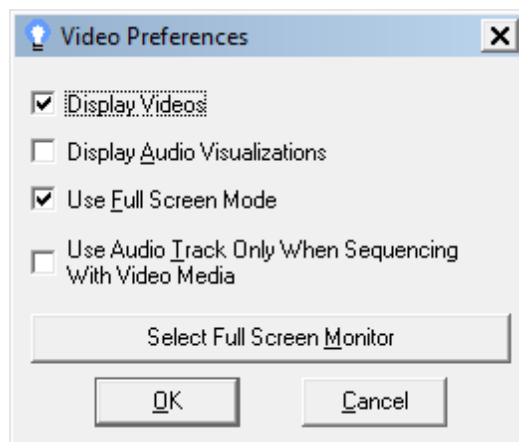 Video Preferences
Display Videos
Display Audio Visualizations
Use Full Screen Mode
Use Audio Track Only When Sequencing
With Video Media
Select Full Screen Monitor
OK
Cancel